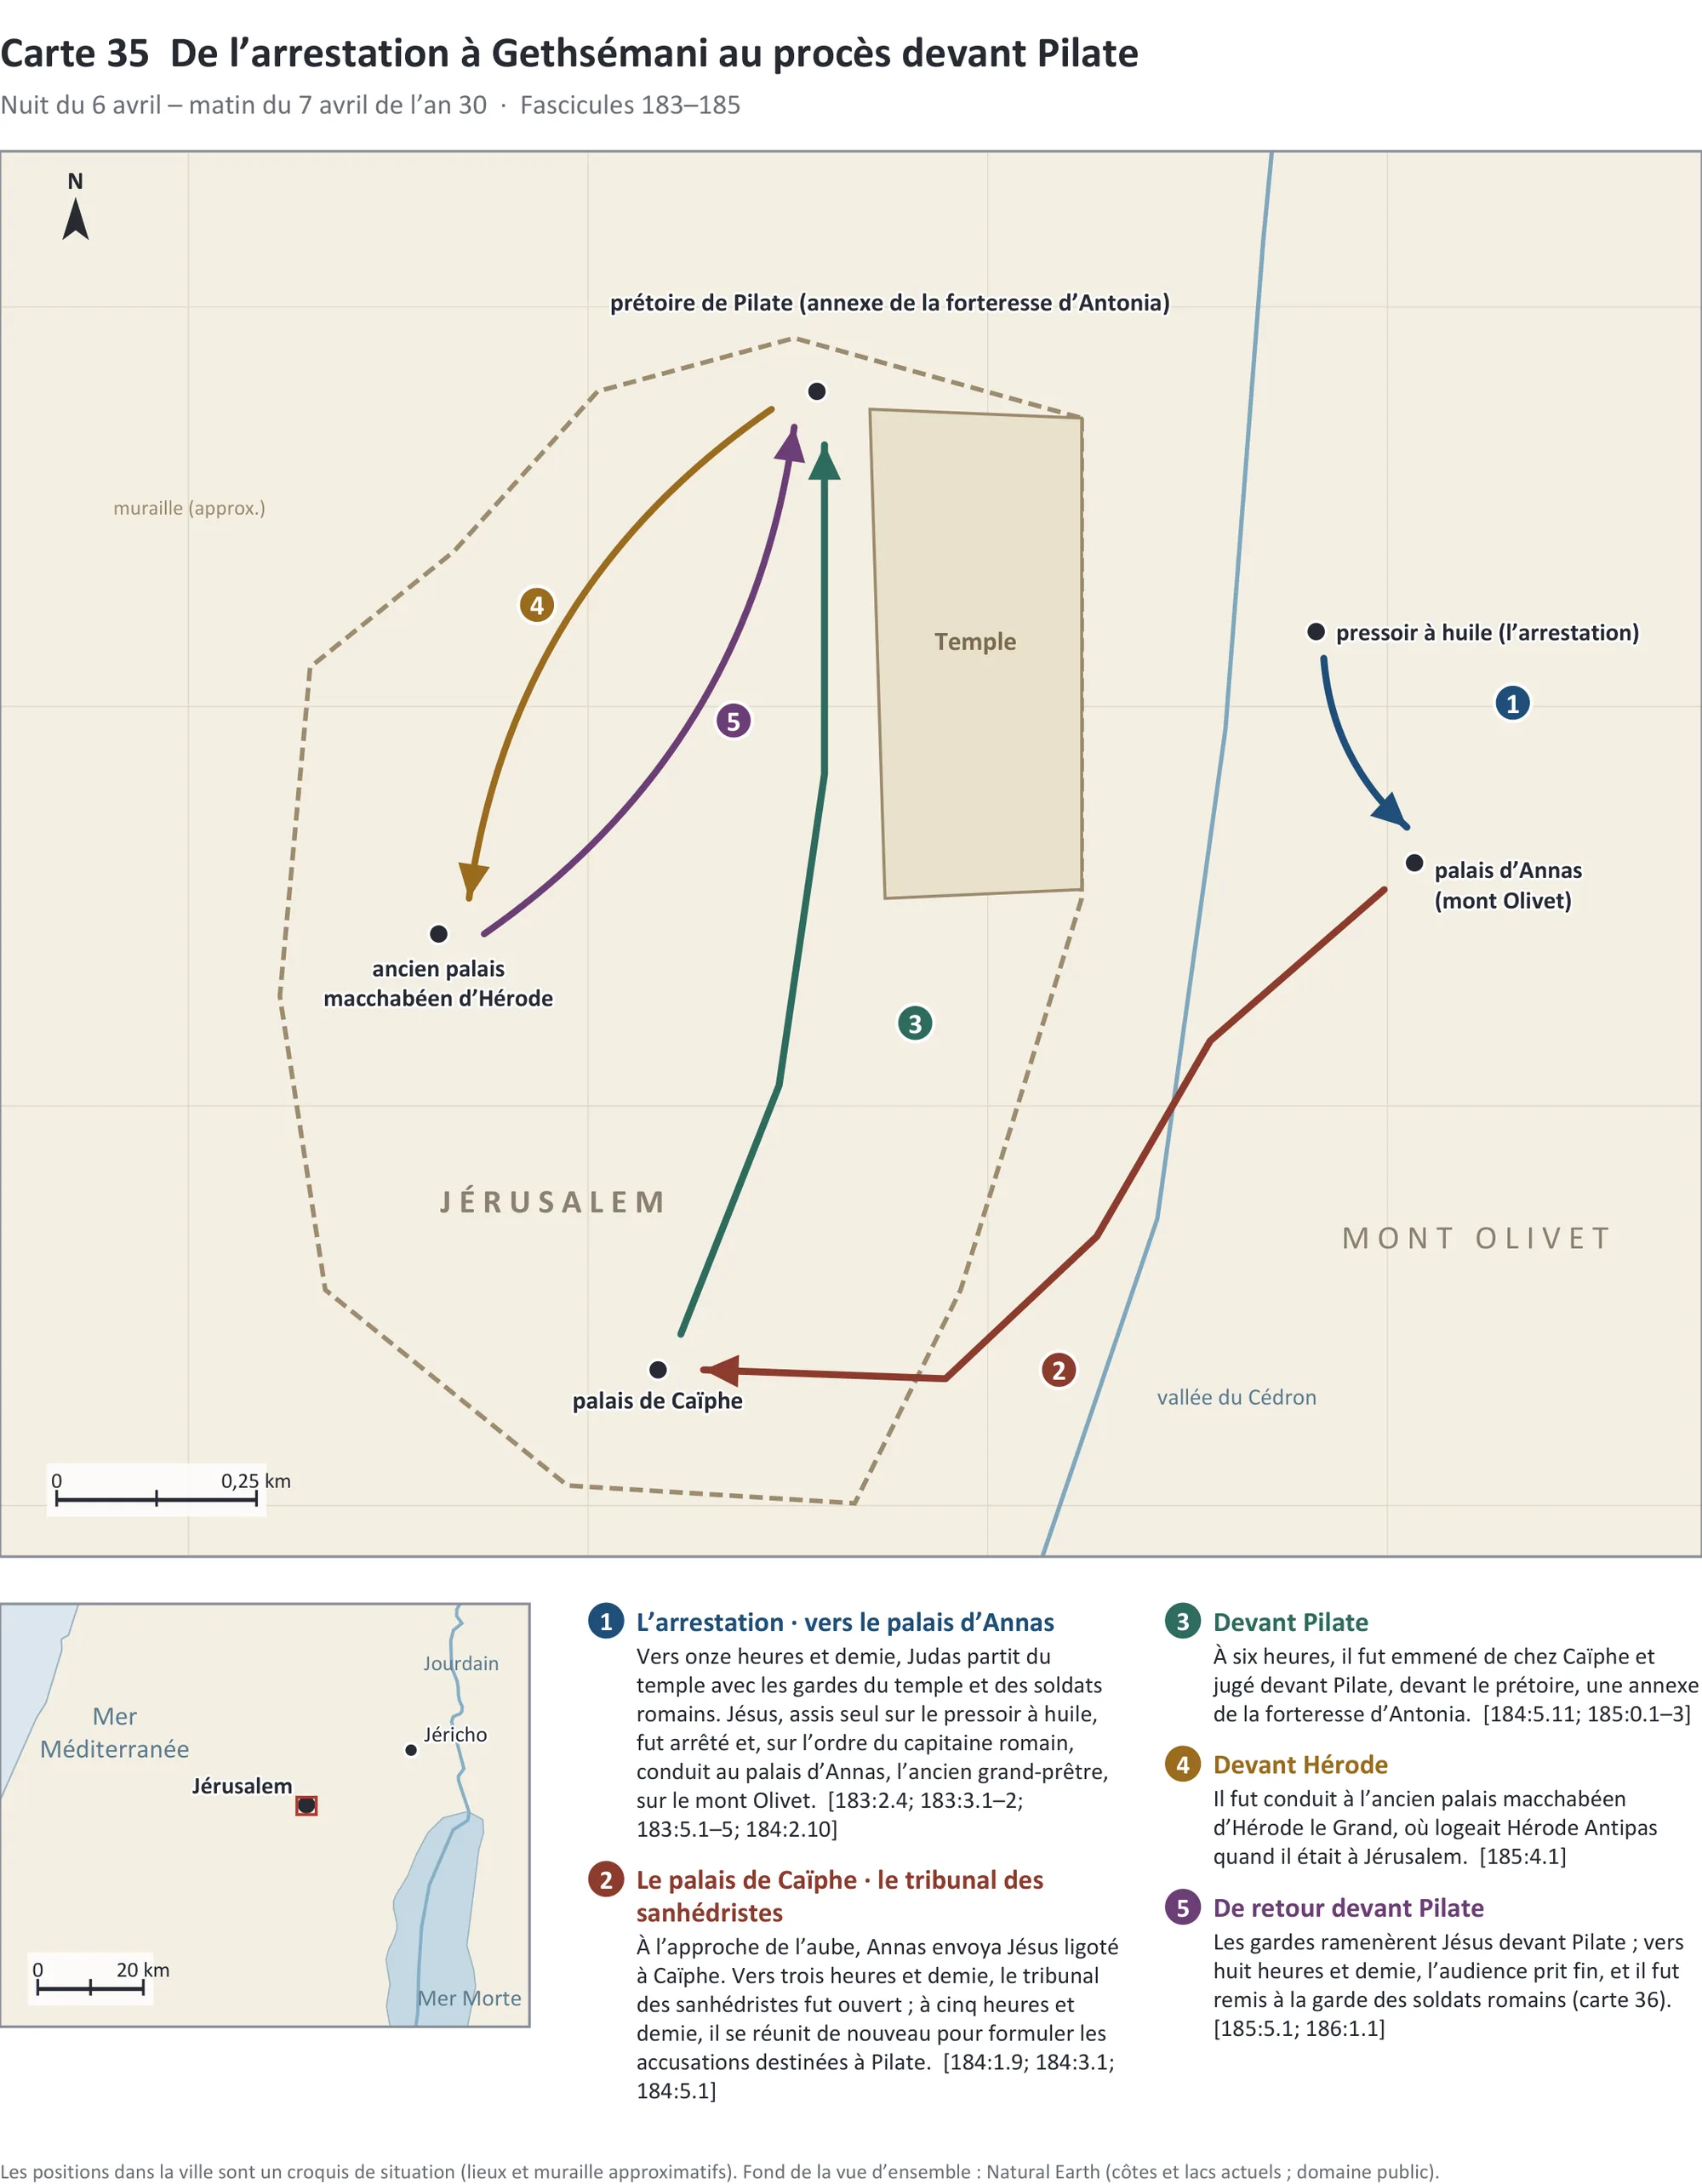 Carte 35  De l’arrestation à Gethsémani au procès devant Pilate
Nuit du 6 avril – matin du 7 avril de l’an 30  ·  Fascicules 183–185
N
prétoire de Pilate (annexe de la forteresse d’Antonia)
muraille (approx.)
4
Temple
pressoir à huile (l’arrestation)
1
5
palais d’Annas
(mont Olivet)
ancien palais
macchabéen d’Hérode
3
JÉRUSALEM
MONT OLIVET
2
palais de Caïphe
vallée du Cédron
0
0,25 km
Jourdain
Mer
Méditerranée
Jéricho
Jérusalem
0
20 km
Mer Morte
1 L’arrestation · vers le palais d’Annas
Vers onze heures et demie, Judas partit du
temple avec les gardes du temple et des soldats
romains. Jésus, assis seul sur le pressoir à huile,
fut arrêté et, sur l’ordre du capitaine romain,
conduit au palais d’Annas, l’ancien grand-prêtre,
sur le mont Olivet.  [183:2.4; 183:3.1–2;
183:5.1–5; 184:2.10]
2 Le palais de Caïphe · le tribunal des
sanhédristes
À l’approche de l’aube, Annas envoya Jésus ligoté
à Caïphe. Vers trois heures et demie, le tribunal
des sanhédristes fut ouvert ; à cinq heures et
demie, il se réunit de nouveau pour formuler les
accusations destinées à Pilate.  [184:1.9; 184:3.1;
184:5.1]
3 Devant Pilate
À six heures, il fut emmené de chez Caïphe et
jugé devant Pilate, devant le prétoire, une annexe
de la forteresse d’Antonia.  [184:5.11; 185:0.1–3]
4 Devant Hérode
Il fut conduit à l’ancien palais macchabéen
d’Hérode le Grand, où logeait Hérode Antipas
quand il était à Jérusalem.  [185:4.1]
5 De retour devant Pilate
Les gardes ramenèrent Jésus devant Pilate ; vers
huit heures et demie, l’audience prit fin, et il fut
remis à la garde des soldats romains (carte 36).
[185:5.1; 186:1.1]
Les positions dans la ville sont un croquis de situation (lieux et muraille approximatifs). Fond de la vue d’ensemble : Natural Earth (côtes et lacs actuels ; domaine public).